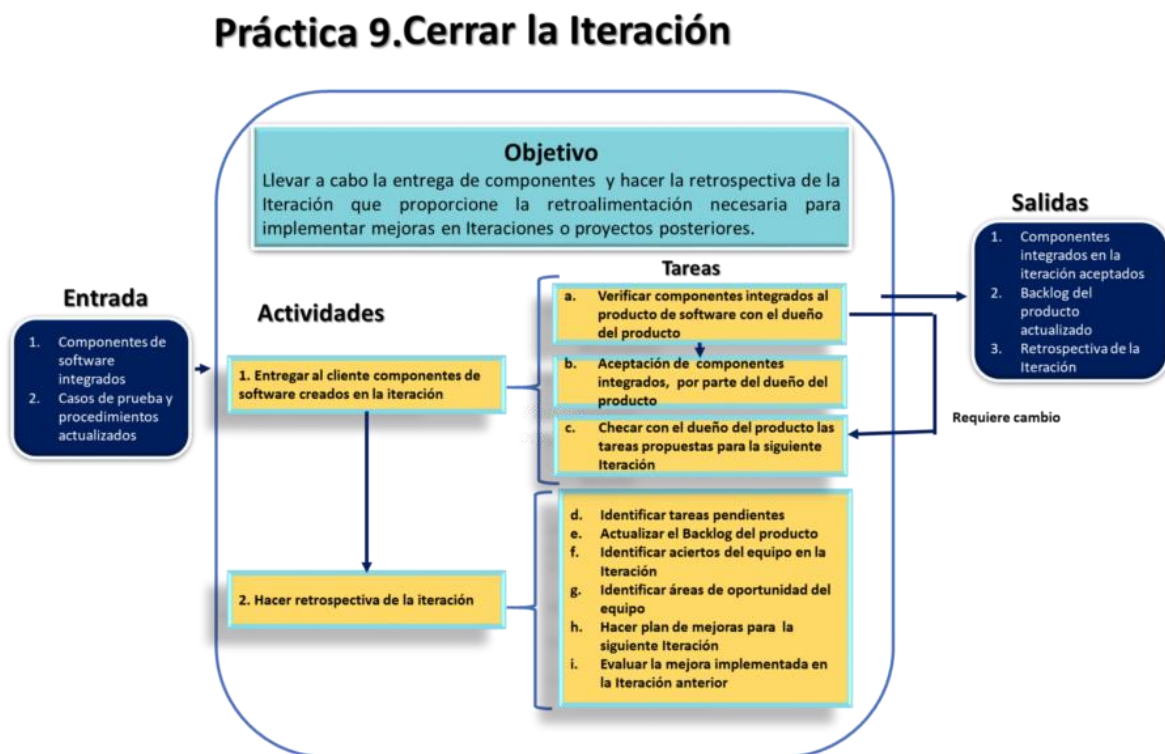 Práctica 9.Cerrar la Iteración
Objetivo
Llevar a cabo la entrega de componentes y hacer la retrospectiva de la
Iteración que proporcione la retroalimentación necesaria para
implementar mejoras en Iteraciones o proyectos posteriores.
Entrada
1. Componentes de
software
integrados
2. Casos de prueba y
procedimientos
actualizados
Actividades
1. Entregar al cliente componentes de
software creados en la iteración
2. Hacer retrospectiva de la iteración
Tareas
a. Verificar componentes integrados al
producto de software con el dueño
del producto
b. Aceptación de componentes
integrados, por parte del dueño del
producto
c. Checar con el dueño del producto las
tareas propuestas para la siguiente
Iteración
d. Identificar tareas pendientes
e. Actualizar el Backlog del producto
f. Identificar aciertos del equipo en la
Iteración
g. Identificar áreas de oportunidad del
equipo
h. Hacer plan de mejoras para la
siguiente Iteración
i. Evaluar la mejora implementada en
la Iteración anterior
Requiere cambio
Salidas
1. Componentes
integrados en la
iteración aceptados
2. Backlog del
producto
actualizado
3. Retrospectiva de la
Iteración